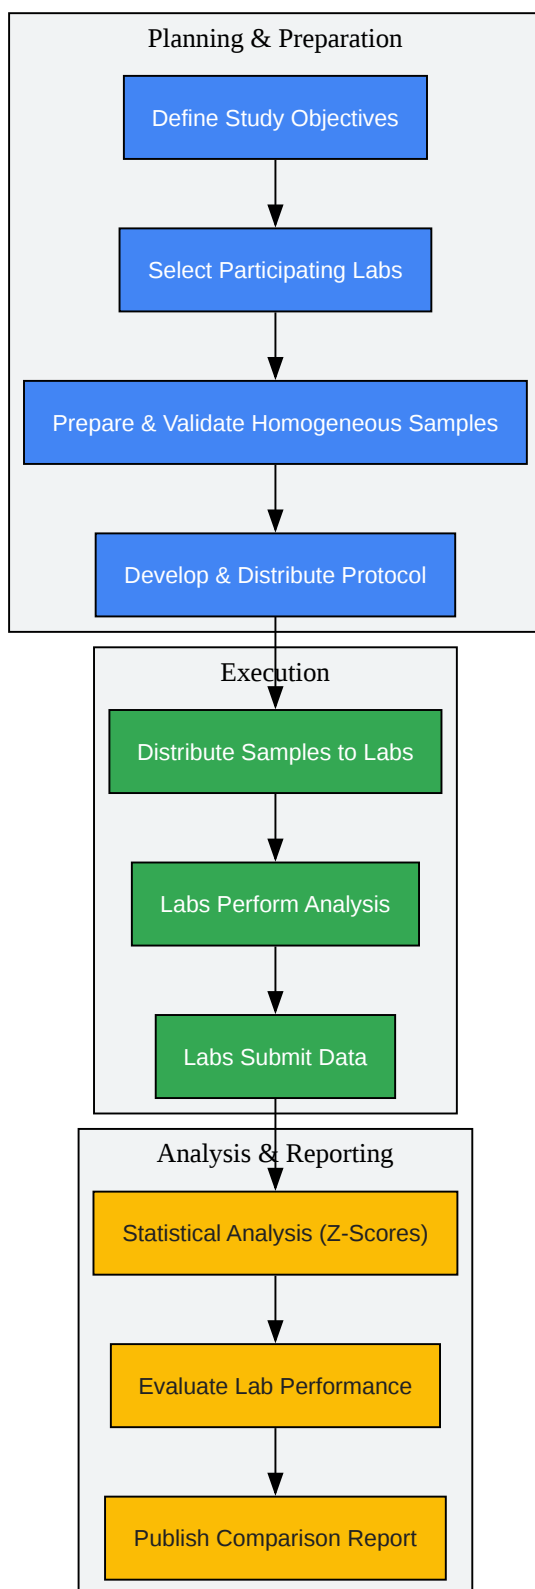 Planning & Preparation
Define Study Objectives
Select Participating Labs
Prepare & Validate Homogeneous Samples
Develop & Distribute Protocol
Execution
Distribute Samples to Labs
Labs Perform Analysis
Labs Submit Data
Analysis & Reporting
Statistical Analysis (Z-Scores)
Evaluate Lab Performance
Publish Comparison Report